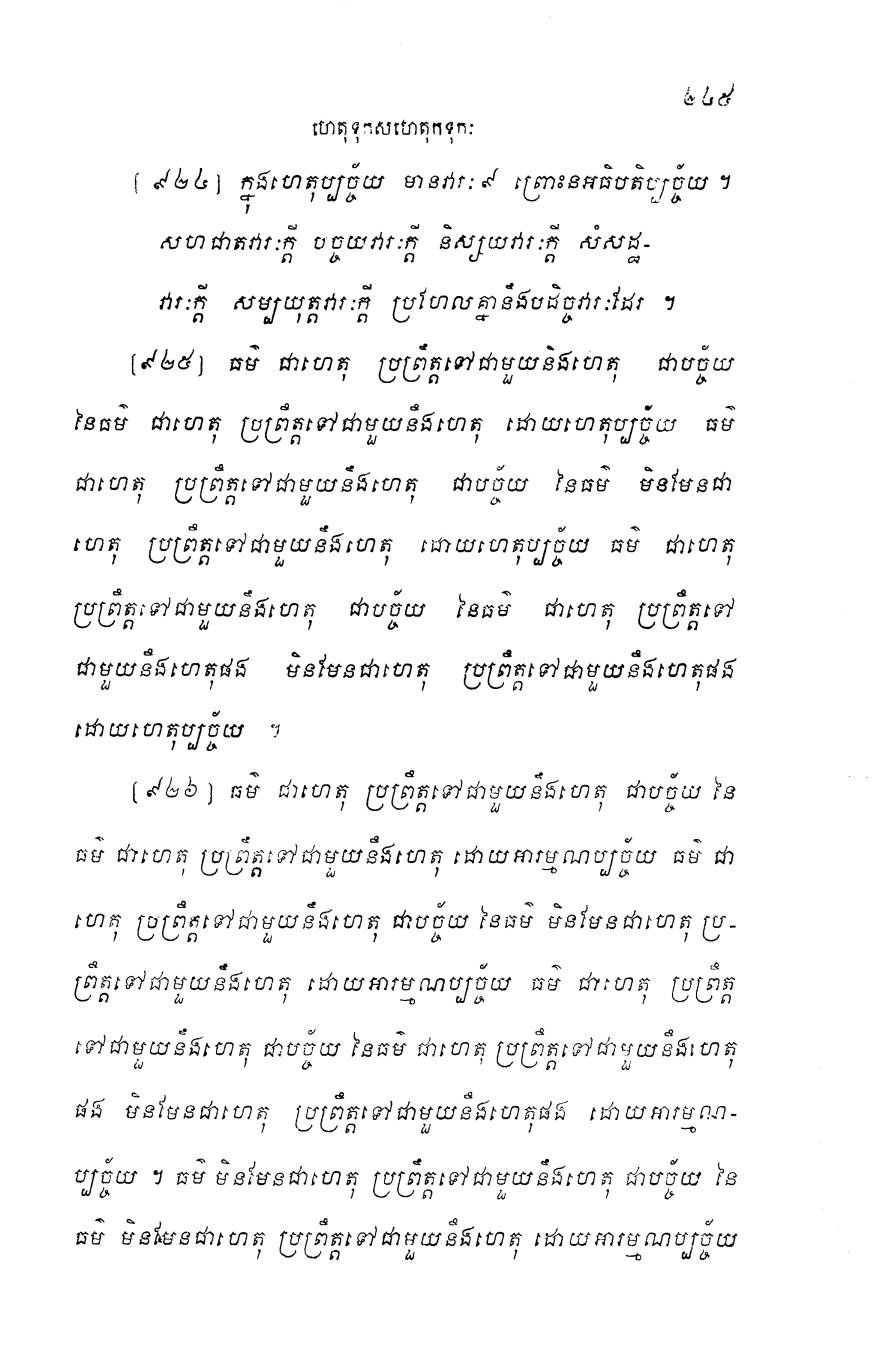 ២៤៥
ហេតុទុកសហេតុកទុកៈ
[៩២៤] ក្នុងហេតុប្បច្ច័យ មានវារៈ ៩ ព្រោះនអធិបតិប្បច្ច័យ ។
សហជាតវារៈក្តី បច្ចយវារៈក្តី និស្សយវារៈក្តី សំសដ្ឋ-
វារៈក្តី សម្បយុត្តវារៈក្តី ប្រហែលគ្នានឹងបដិច្ចវារៈដែរ ។
[៩២៥] ធម៌ ជាហេតុ ប្រព្រឹត្តទៅជាមួយនិងហេតុ ជាបច្ច័យ
នៃធម៌ ជាហេតុ ប្រព្រឹត្តទៅជាមួយនឹងហេតុ ដោយហេតុប្បច្ច័យ ធម៌
ជាហេតុ ប្រព្រឹត្តទៅជាមួយនឹងហេតុ ជាបច្ច័យ នៃធម៌ មិនមែនជា
ហេតុ ប្រព្រឹត្តទៅជាមួយនឹងហេតុ ដោយហេតុប្បច្ច័យ ធម៌ ជាហេតុ
ប្រព្រឹត្តទៅជាមួយនឹងហេតុ ជាបច្ច័យ នៃធម៌ ជាហេតុ ប្រព្រឹត្តទៅ
ជាមួយនឹងហេតុផង មិនមែនជាហេតុ ប្រព្រឹត្តទៅជាមួយនឹងហេតុផង
ដោយហេតុប្បច្ច័យ ។
[៩២៦] ធម៌ ជាហេតុ ប្រព្រឹត្តទៅជាមួយនឹងហេតុ ជាបច្ច័យ នៃ
ធម៌ ជាហេតុ ប្រព្រឹត្តទៅជាមួយនឹងហេតុ ដោយអារម្មណប្បច្ច័យ ធម៌ ជា
ហេតុ ប្រព្រឹត្តទៅជាមួយនឹងហេតុ ជាបច្ច័យ នៃធម៌ មិនមែនជាហេតុ ប្រ-
ព្រឹត្តទៅជាមួយនឹងហេតុ ដោយអារម្មណប្បច្ច័យ ធម៌ ជាហេតុ ប្រព្រឹត្ត
ទៅជាមួយនឹងហេតុ ជាបច្ច័យ នៃធម៌ ជាហេតុ ប្រព្រឹត្តទៅជាមួយនឹងហេតុ
ផង មិនមែនជាហេតុ ប្រព្រឹត្តទៅជាមួយនឹងហេតុផង ដោយអារម្មណ-
ប្បច្ច័យ ។ ធម៌ មិនមែនជាហេតុ ប្រព្រឹត្តទៅជាមួយនឹងហេតុ ជាបច្ច័យ នៃ
ធម៌ មិនមែនជាហេតុ ប្រព្រឹត្តទៅជាមួយនឹងហេតុ ដោយអារម្មណប្បច្ច័យ